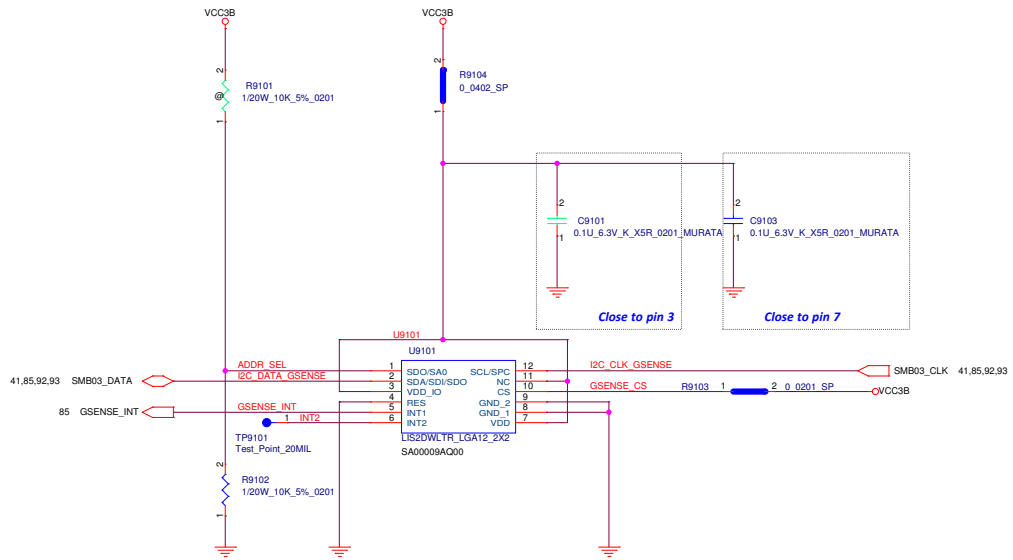 VCC3B
VCC3B
2
R9101
@
1/20W_10K_5%_0201
1
2
R9104
0_0402_SP
1
2
C9101
0.1U_6.3V_K_X5R_0201_MURATA
1
Close to pin 3
2
C9103
0.1U_6.3V_K_X5R_0201_MURATA
1
Close to pin 7
U9101
U9101
ADDR_SEL
1
SDO/SA0
SCL/SPC
12
I2C_CLK_GSENSE
SMB03_CLK 41,85,92,93
41,85,92,93 SMB03_DATA
I2C_DATA_GSENSE
2
SDA/SDI/SDO
NC
11
3
VDD_IO
CS
10
GSENSE_CS
R9103
1
2
0_0201_SP
VCC3B
4
RES
GND_2
9
85 GSENSE_INT
GSENSE_INT
5
INT1
GND_1
8
1
INT2
6
INT2
VDD
7
TP9101
Test_Point_20MIL
LIS2DWLTR_LGA12_2X2
SA00009AQ00
2
R9102
1/20W_10K_5%_0201
1